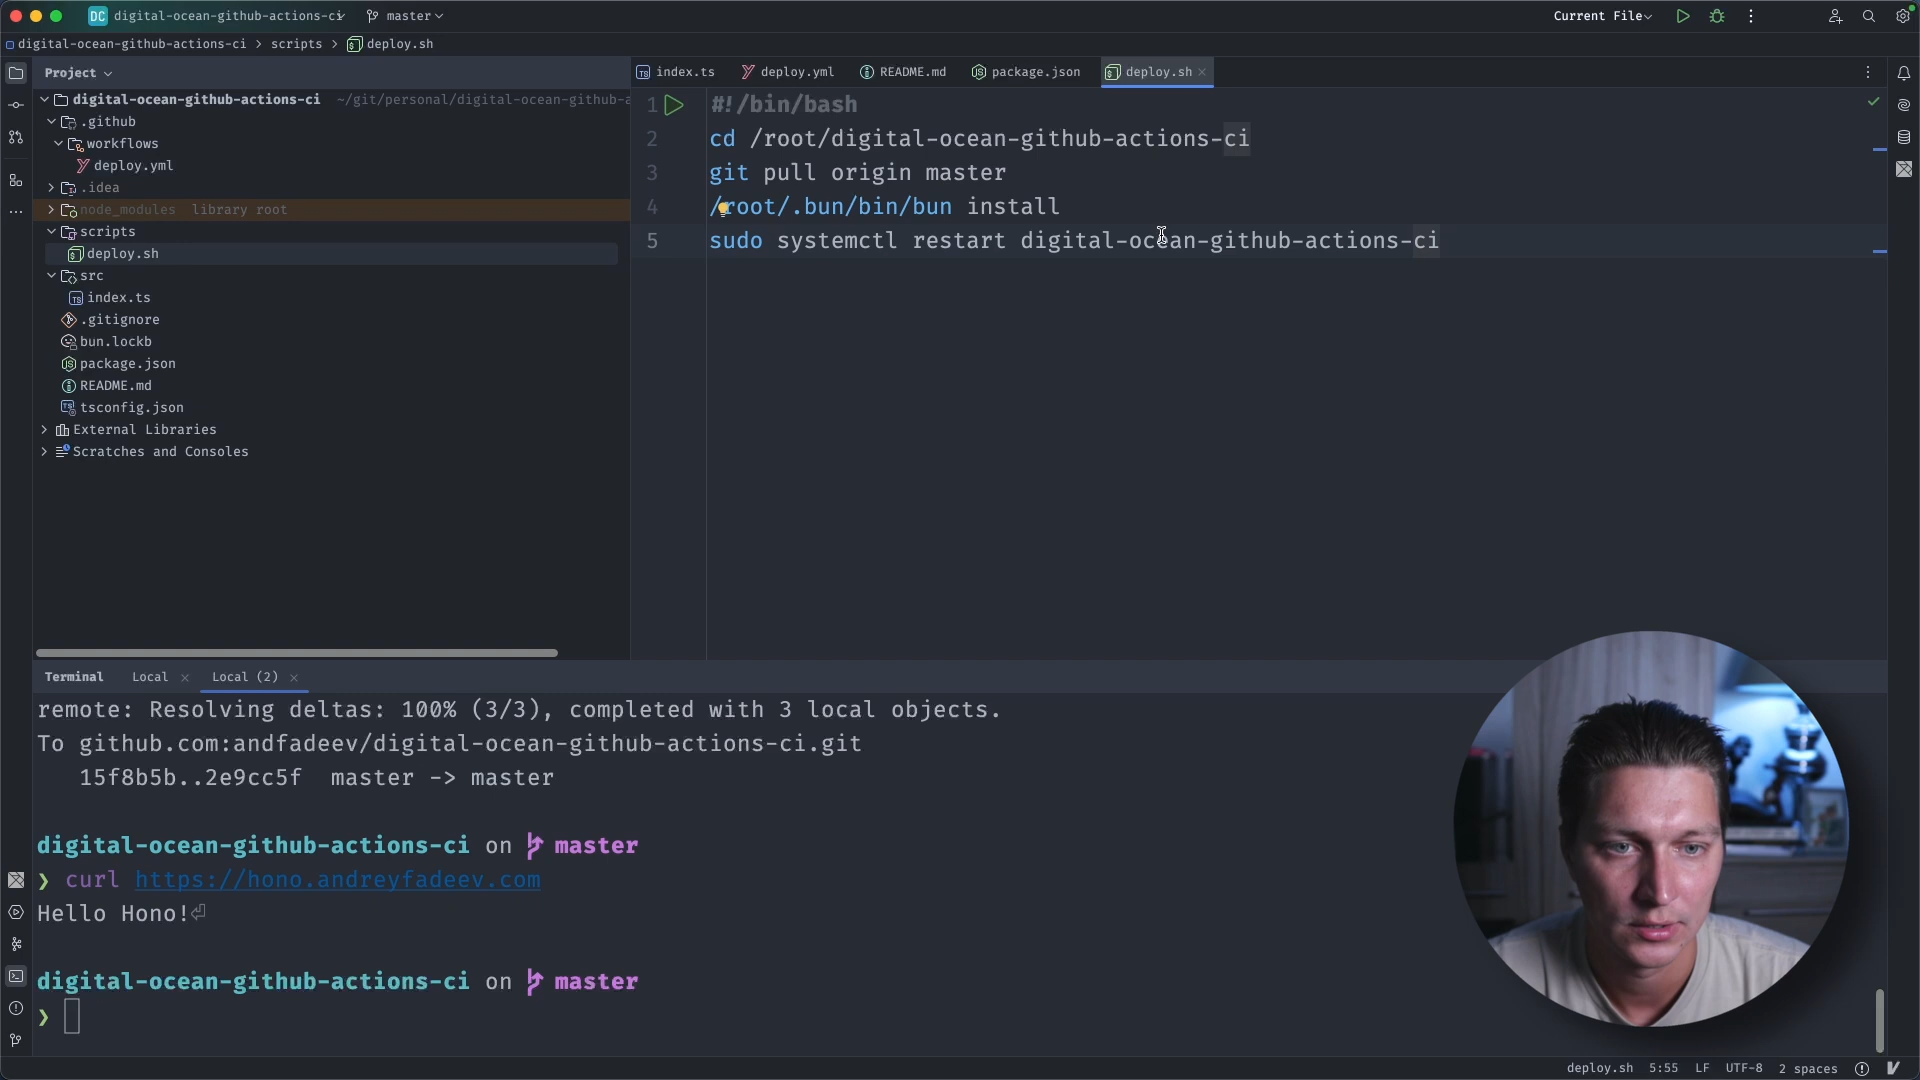 DC digital-ocean-github-actions-ci master Current File
digital-ocean-github-actions-ci > scripts > deploy.sh
Project
index.ts deploy.yml README.md package.json deploy.sh
digital-ocean-github-actions-ci ~/git/personal/digital-ocean-github-a
.github
workflows
deploy.yml
.idea
node_modules library root
scripts
deploy.sh
src
index.ts
.gitignore
bun.lockb
package.json
README.md
tsconfig.json
External Libraries
Scratches and Consoles
1 #!/bin/bash
2 cd /root/digital-ocean-github-actions-ci
3 git pull origin master
4 /root/.bun/bin/bun install
5 sudo systemctl restart digital-ocean-github-actions-ci
Terminal Local Local (2)
remote: Resolving deltas: 100% (3/3), completed with 3 local objects.
To github.com:andfadeev/digital-ocean-github-actions-ci.git
15f8b5b..2e9cc5f master -> master
digital-ocean-github-actions-ci on master
❯ curl https://hono.andreyfadeev.com
Hello Hono!⏎
digital-ocean-github-actions-ci on master
❯
deploy.sh 5:55 LF UTF-8 2 spaces